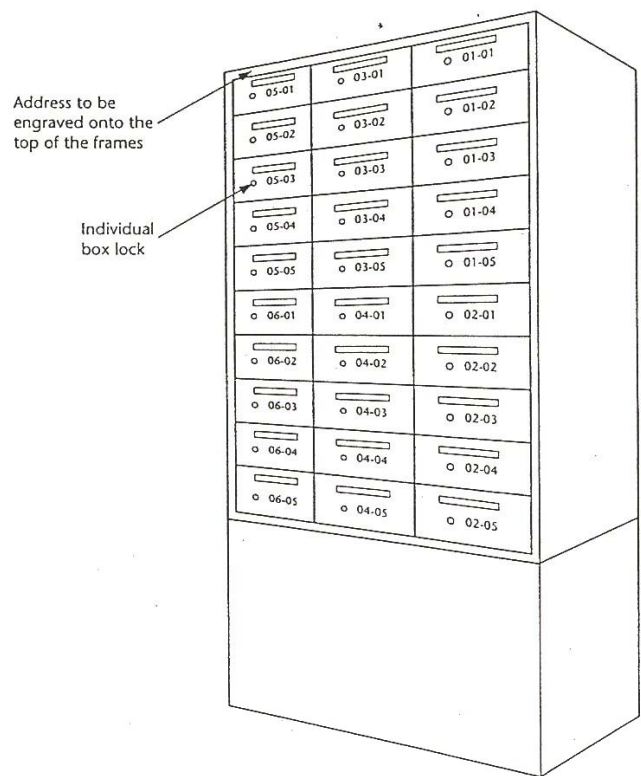 Address to be
engraved onto the
top of the frames
Individual
box lock
05-01 03-01 01-01
05-02 03-02 01-02
05-03 03-03 01-03
05-04 03-04 01-04
05-05 03-05 01-05
06-01 04-01 02-01
06-02 04-02 02-02
06-03 04-03 02-03
06-04 04-04 02-04
06-05 04-05 02-05